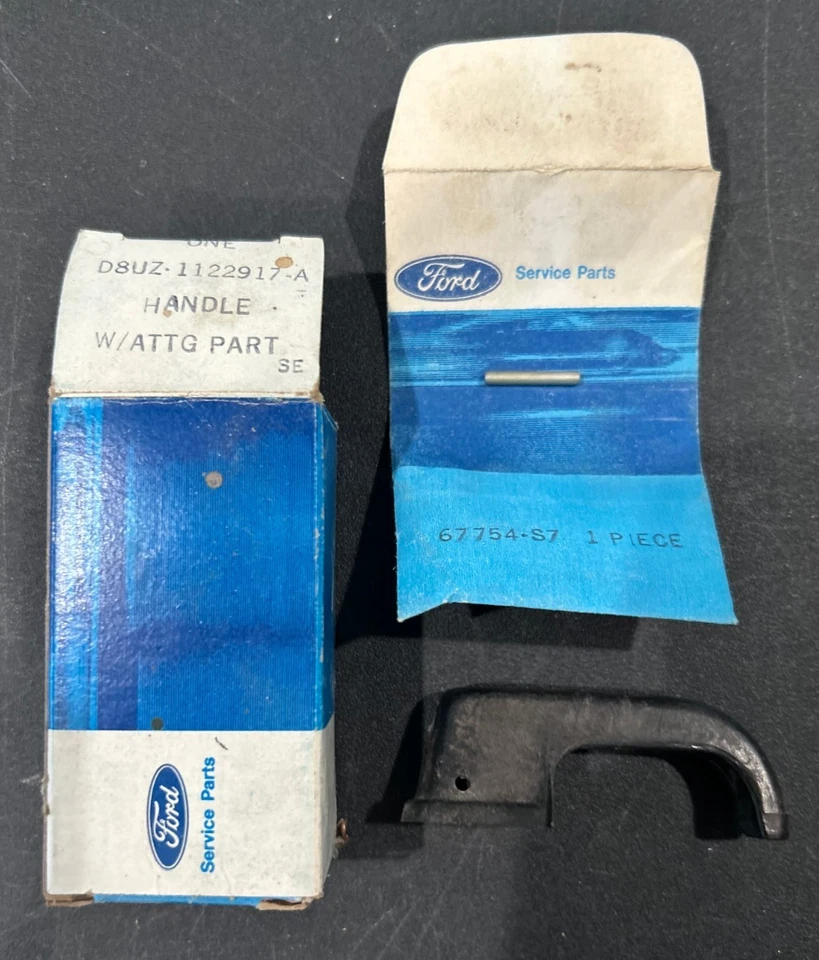 ONE
D8UZ-1122917-A
HANDLE
W/ATTG PART
SE
Ford Service Parts
Ford Service Parts
67754-S7 1 PIECE